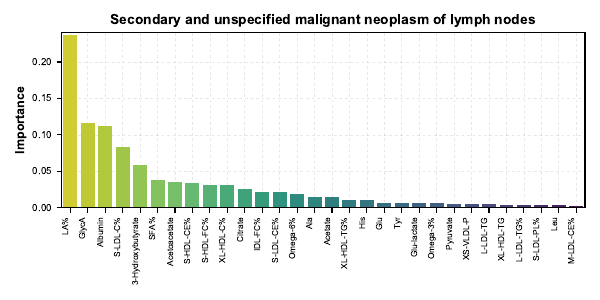 Secondary and unspecified malignant neoplasm of lymph nodes
Importance
0.20
0.15
0.10
0.05
0.00
LA%
GlycA
Albumin
S-LDL-C%
3-Hydroxybutyrate
SFA%
Acetoacetate
S-HDL-CE%
S-HDL-FC%
XL-HDL-C%
Citrate
IDL-FC%
S-LDL-CE%
Omega-6%
Ala
Acetate
XL-HDL-TG%
His
Glu
Tyr
Glu-lactate
Omega-3%
Pyruvate
XS-VLDL-P
L-LDL-TG
XL-HDL-TG
L-LDL-TG%
S-LDL-PL%
Leu
M-LDL-CE%